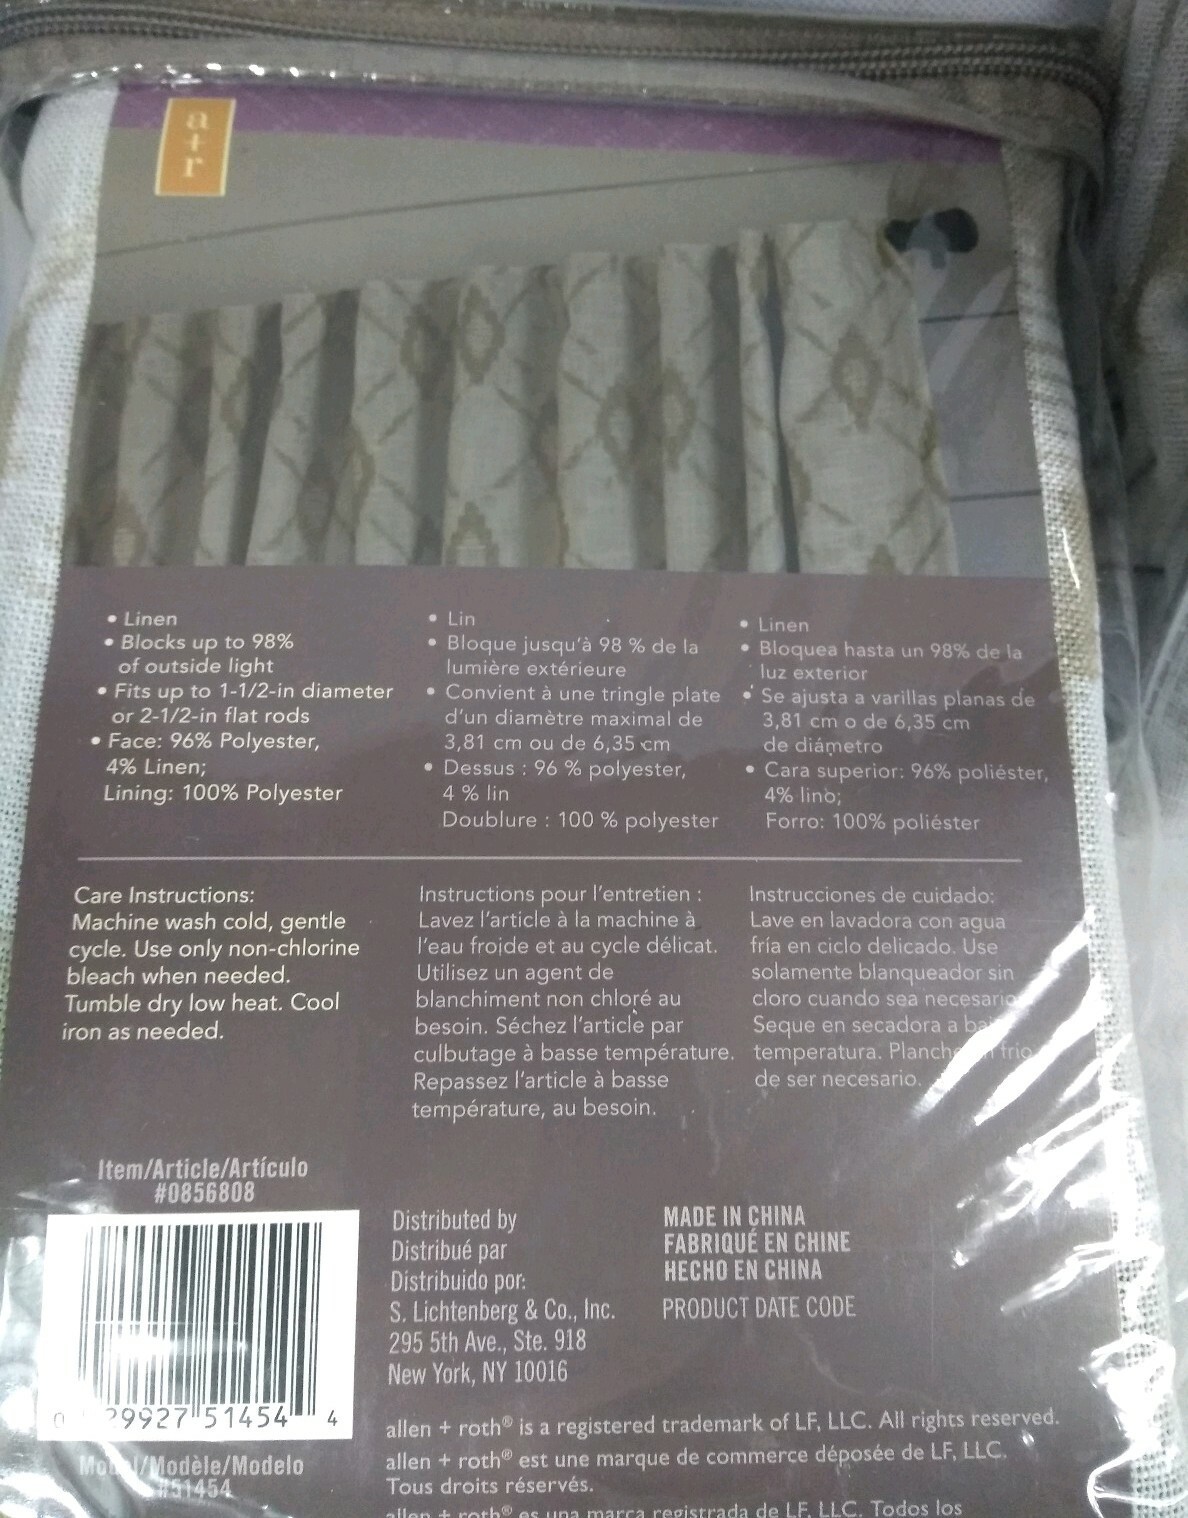 a
+
r
• Linen
• Blocks up to 98%
of outside light
• Fits up to 1-1/2-in diameter
or 2-1/2-in flat rods
• Face: 96% Polyester,
4% Linen;
Lining: 100% Polyester
• Lin
• Bloque jusqu'à 98 % de la
lumière extérieure
• Convient à une tringle plate
d'un diamètre maximal de
3,81 cm ou de 6,35 cm
• Dessus : 96 % polyester,
4 % lin
Doublure : 100 % polyester
• Linen
• Bloquea hasta un 98% de la
luz exterior
• Se ajusta a varillas planas de
3,81 cm o de 6,35 cm
de diámetro
• Cara superior: 96% poliéster,
4% lino;
Forro: 100% poliéster
Care Instructions:
Machine wash cold, gentle
cycle. Use only non-chlorine
bleach when needed.
Tumble dry low heat. Cool
iron as needed.
Instructions pour l'entretien :
Lavez l'article à la machine à
l'eau froide et au cycle délicat.
Utilisez un agent de
blanchiment non chloré au
besoin. Séchez l'article par
culbutage à basse température.
Repassez l'article à basse
température, au besoin.
Instrucciones de cuidado:
Lave en lavadora con agua
fría en ciclo delicado. Use
solamente blanqueador sin
cloro cuando sea necesario
Seque en secadora a
temperatura. frío
de ser necesario.
Item/Article/Artículo
#0856808
0 29927 51454 4
/Modèle/Modelo
#51454
Distributed by
Distribué par
Distribuido por:
S. Lichtenberg & Co., Inc.
295 5th Ave., Ste. 918
New York, NY 10016
MADE IN CHINA
FABRIQUÉ EN CHINE
HECHO EN CHINA
PRODUCT DATE CODE
allen + roth® is a registered trademark of LF, LLC. All rights reserved.
allen + roth® est une marque de commerce déposée de LF, LLC.
Tous droits réservés.
allen + roth® es una marca registrada de LF, LLC. Todos los